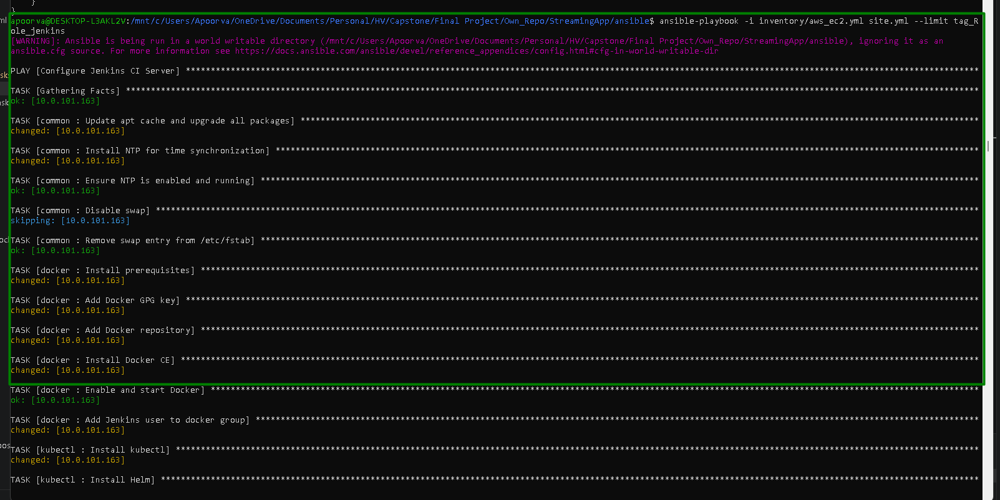 }
}
apoorva@DESKTOP-L3AKL2V:/mnt/c/Users/Apoorva/OneDrive/Documents/Personal/HV/Capstone/Final Project/Own_Repo/StreamingApp/ansible$ ansible-playbook -i inventory/aws_ec2.yml site.yml --limit tag_R
ole_jenkins
[WARNING]: Ansible is being run in a world writable directory (/mnt/c/Users/Apoorva/OneDrive/Documents/Personal/HV/Capstone/Final Project/Own_Repo/StreamingApp/ansible), ignoring it as an
ansible.cfg source. For more information see https://docs.ansible.com/ansible/devel/reference_appendices/config.html#cfg-in-world-writable-dir
PLAY [Configure Jenkins CI Server] ***************************************************************************************************************************************************************
TASK [Gathering Facts] ***************************************************************************************************************************************************************************
ok: [10.0.101.163]
TASK [common : Update apt cache and upgrade all packages] ****************************************************************************************************************************************
changed: [10.0.101.163]
TASK [common : Install NTP for time synchronization] *********************************************************************************************************************************************
changed: [10.0.101.163]
TASK [common : Ensure NTP is enabled and running] ************************************************************************************************************************************************
ok: [10.0.101.163]
TASK [common : Disable swap] *********************************************************************************************************************************************************************
skipping: [10.0.101.163]
TASK [common : Remove swap entry from /etc/fstab] ************************************************************************************************************************************************
ok: [10.0.101.163]
TASK [docker : Install prerequisites] ************************************************************************************************************************************************************
changed: [10.0.101.163]
TASK [docker : Add Docker GPG key] ***************************************************************************************************************************************************************
changed: [10.0.101.163]
TASK [docker : Add Docker repository] ************************************************************************************************************************************************************
changed: [10.0.101.163]
TASK [docker : Install Docker CE] ****************************************************************************************************************************************************************
changed: [10.0.101.163]
TASK [docker : Enable and start Docker] **********************************************************************************************************************************************************
ok: [10.0.101.163]
TASK [docker : Add Jenkins user to docker group] *************************************************************************************************************************************************
changed: [10.0.101.163]
TASK [kubectl : Install kubectl] *****************************************************************************************************************************************************************
changed: [10.0.101.163]
TASK [kubectl : Install Helm] ********************************************************************************************************************************************************************